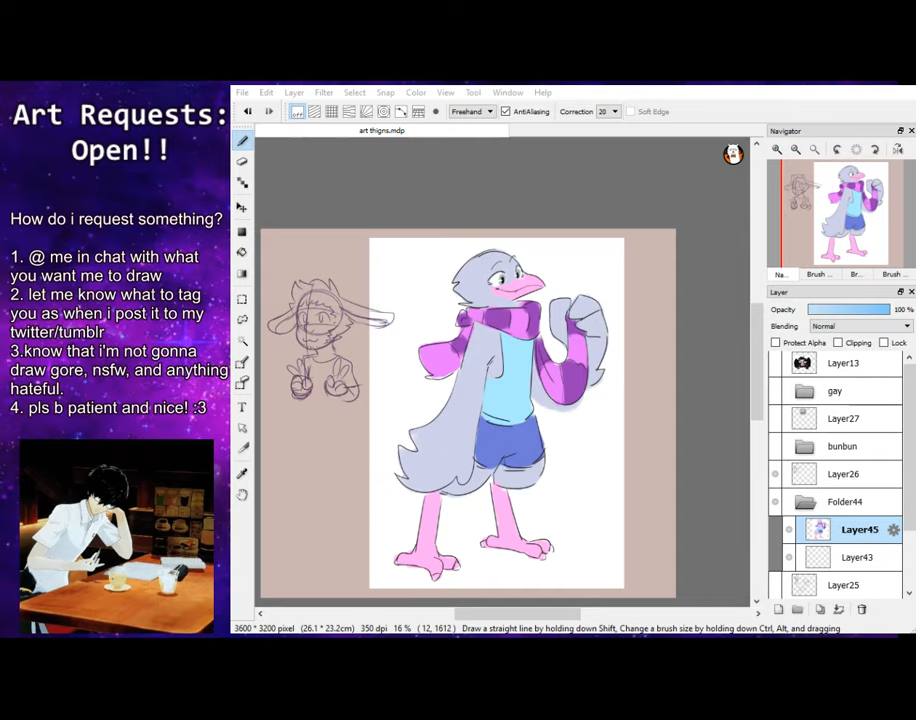 Art Requests:
Open!!
How do i request something?
1. @ me in chat with what
you want me to draw
2. let me know what to tag
you as when i post it to my
twitter/tumblr
3.know that i'm not gonna
draw gore, nsfw, and anything
hateful.
4. pls b patient and nice! :3
File Edit Layer Filter Select Snap Color View Tool Window Help
off Freehand AntiAliasing Correction 20 Soft Edge
art thigns.mdp
Navigator
Na... Brush ... Br... Brush ...
Layer
Opacity 100 %
Blending Normal
Protect Alpha Clipping Lock
Layer13
gay
Layer27
bunbun
Layer26
Folder44
Layer45
Layer43
Layer25
3600 * 3200 pixel (26.1 * 23.2cm) 350 dpi 16 % ( 12, 1612 ) Draw a straight line by holding down Shift, Change a brush size by holding down Ctrl, Alt, and dragging